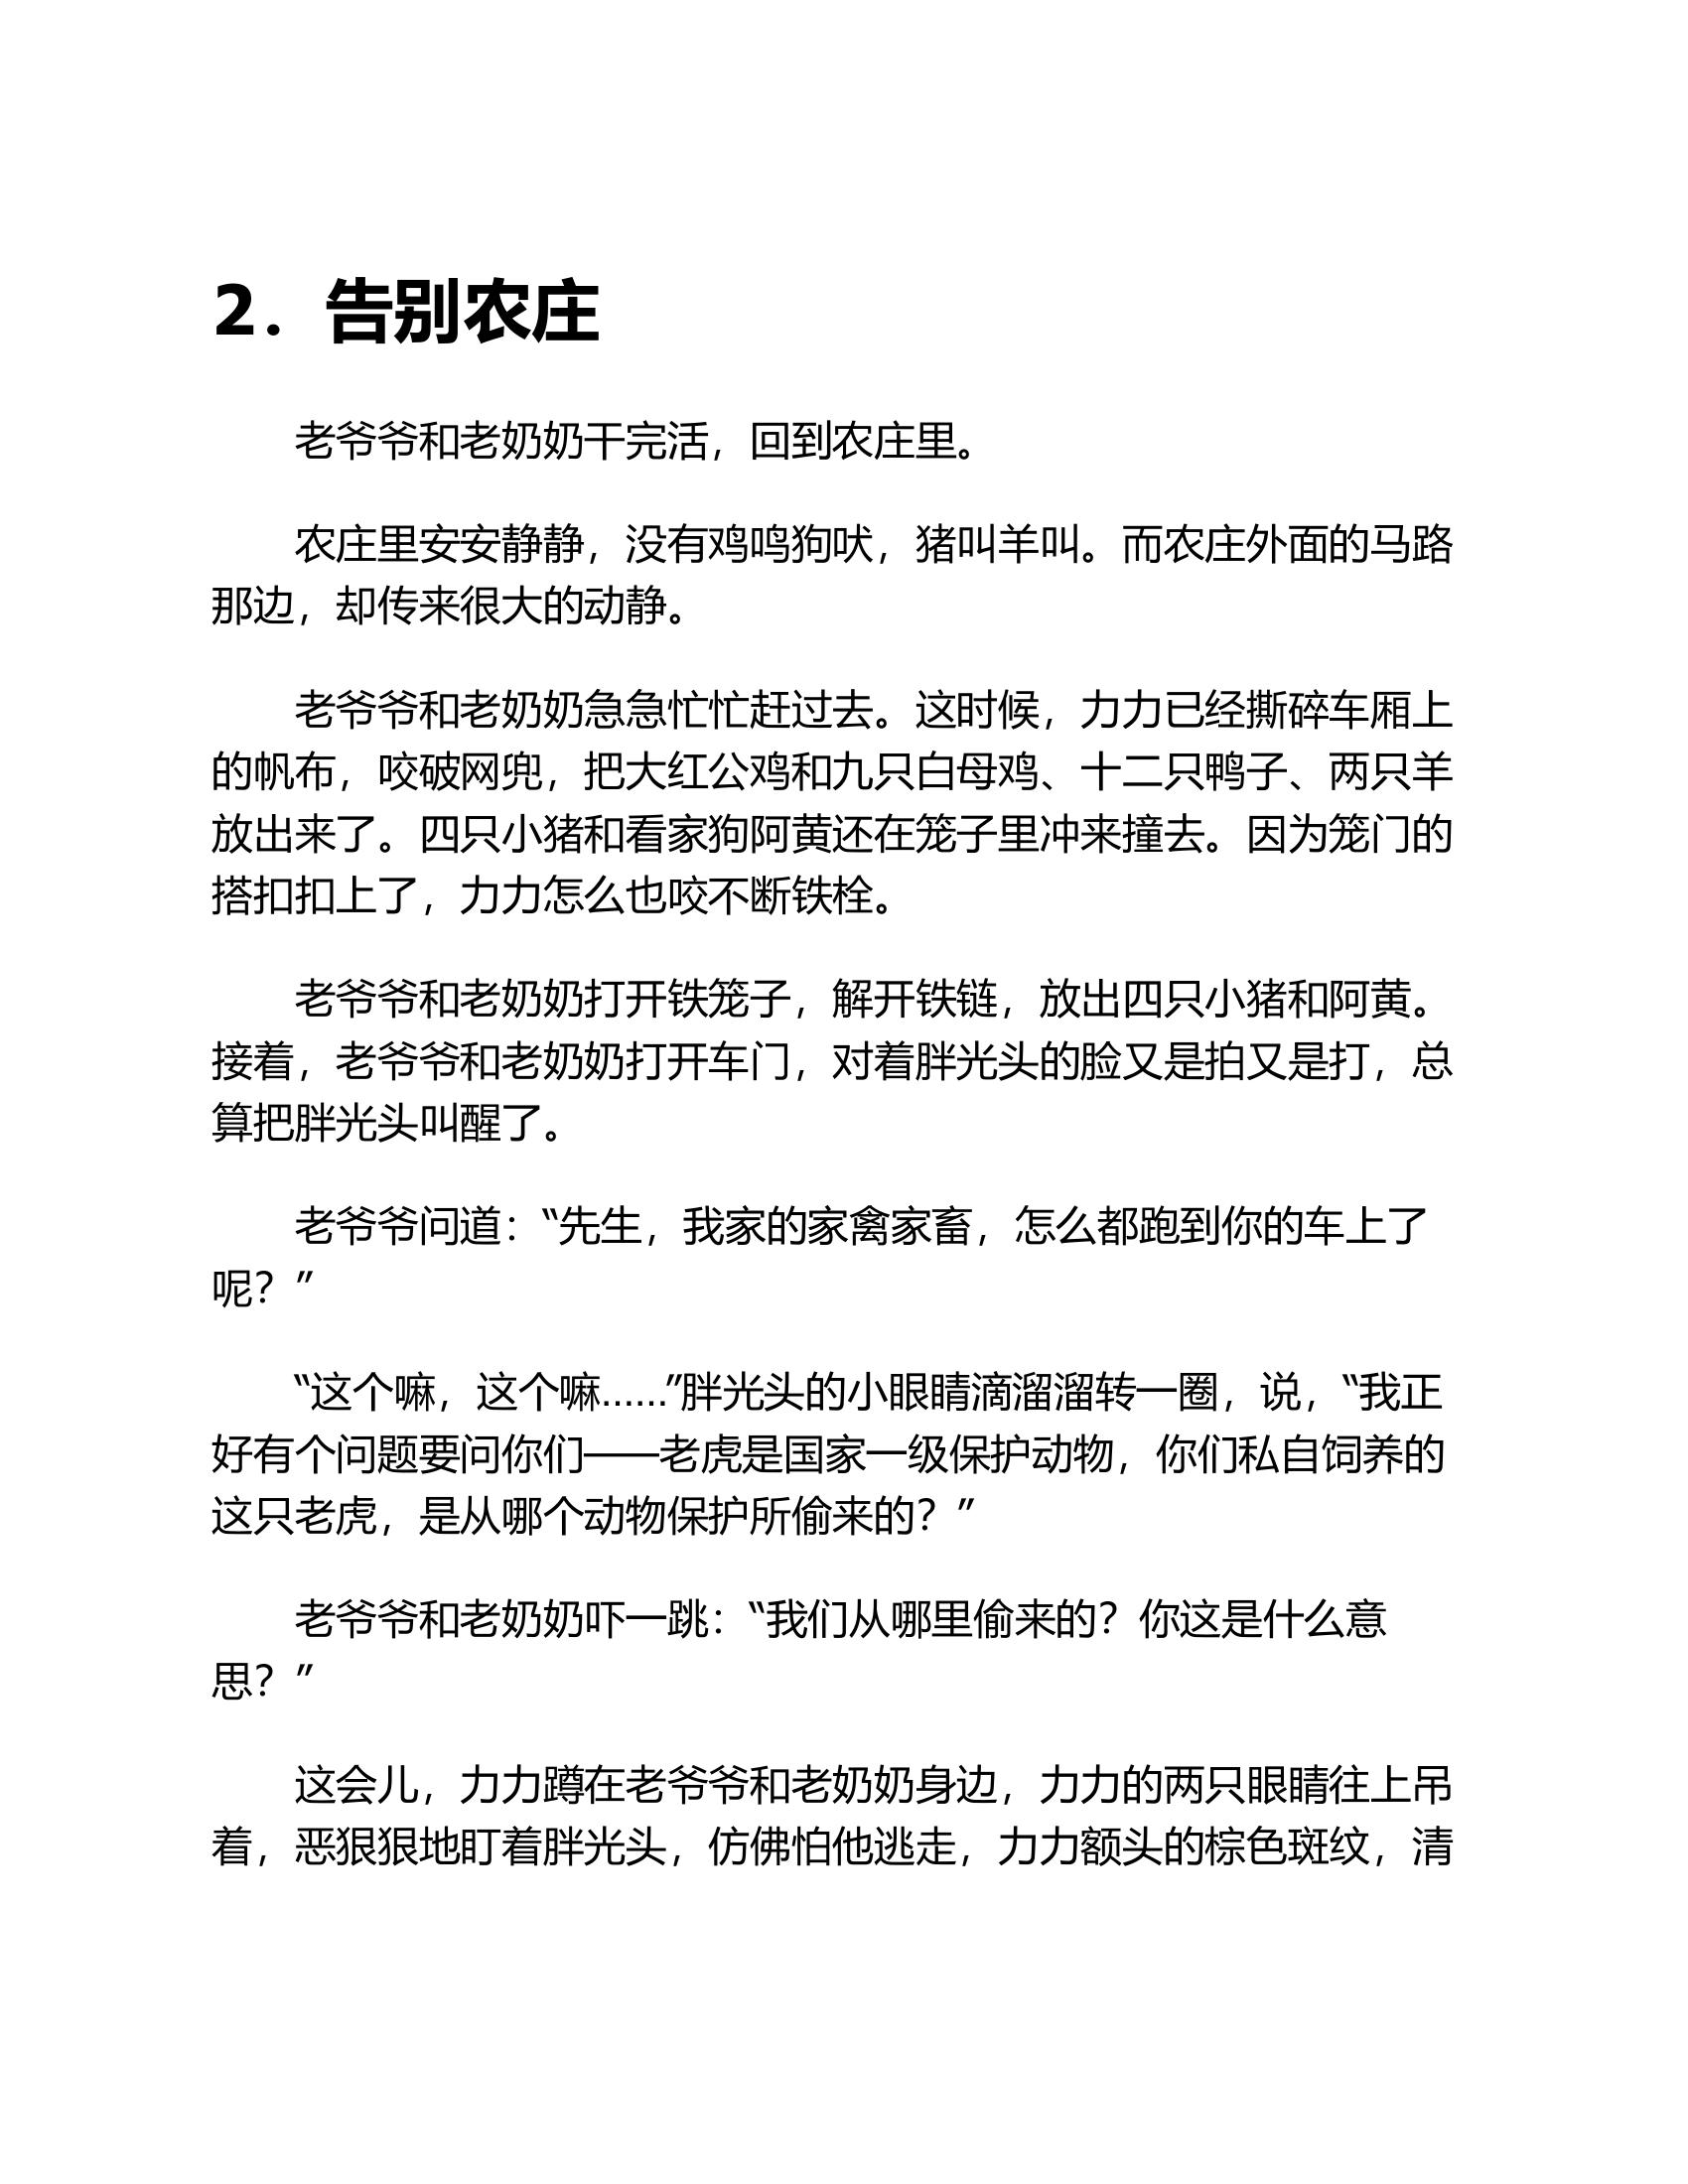 2．告别农庄
老爷爷和老奶奶干完活，回到农庄里。
农庄里安安静静，没有鸡鸣狗吠，猪叫羊叫。而农庄外面的马路
那边，却传来很大的动静。
老爷爷和老奶奶急急忙忙赶过去。这时候，力力已经撕碎车厢上
的帆布，咬破网兜，把大红公鸡和九只白母鸡、十二只鸭子、两只羊
放出来了。四只小猪和看家狗阿黄还在笼子里冲来撞去。因为笼门的
搭扣扣上了，力力怎么也咬不断铁栓。
老爷爷和老奶奶打开铁笼子，解开铁链，放出四只小猪和阿黄。
接着，老爷爷和老奶奶打开车门，对着胖光头的脸又是拍又是打，总
算把胖光头叫醒了。
老爷爷问道：“先生，我家的家禽家畜，怎么都跑到你的车上了
呢？”
“这个嘛，这个嘛……”胖光头的小眼睛滴溜溜转一圈，说，“我正
好有个问题要问你们——老虎是国家一级保护动物，你们私自饲养的
这只老虎，是从哪个动物保护所偷来的？”
老爷爷和老奶奶吓一跳：“我们从哪里偷来的？你这是什么意
思？”
这会儿，力力蹲在老爷爷和老奶奶身边，力力的两只眼睛往上吊
着，恶狠狠地盯着胖光头，仿佛怕他逃走，力力额头的棕色斑纹，清